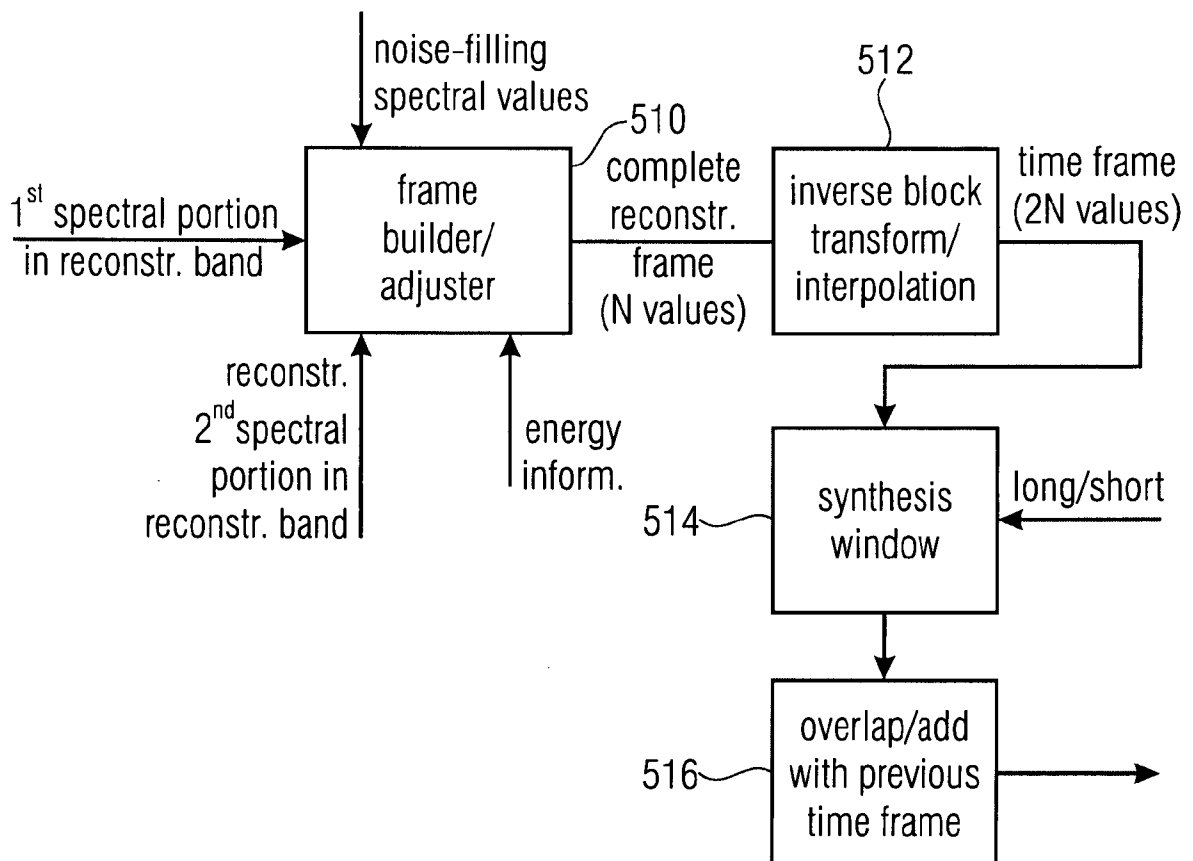 noise-filling
spectral values
510
512
1st spectral portion
in reconstr. band
frame
builder/
adjuster
complete
reconstr.
frame
(N values)
inverse block
transform/
interpolation
time frame
(2N values)
reconstr.
2nd spectral
portion in
reconstr. band
energy
inform.
514
synthesis
window
long/short
516
overlap/add
with previous
time frame